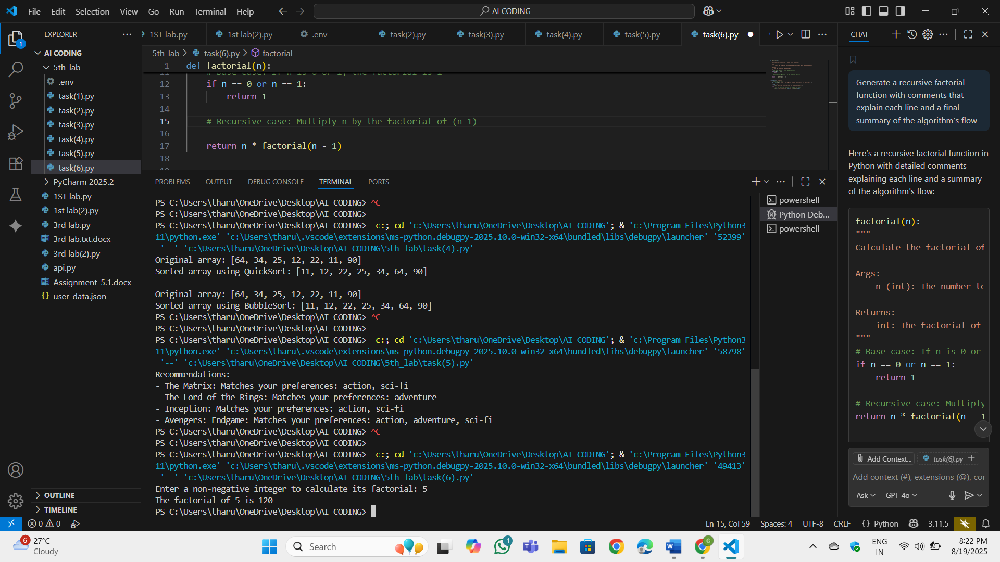 File Edit Selection View Go Run Terminal Help
AI CODING
EXPLORER
1
AI CODING
5th_lab
.env
task(1).py
task(2).py
task(3).py
task(4).py
task(5).py
task(6).py
PyCharm 2025.2
1ST lab.py
1st lab(2).py
3rd lab.py
3rd lab.txt.docx
3rd lab(2).py
api.py
Assignment-5.1.docx
user_data.json
OUTLINE
TIMELINE
1ST lab.py 1st lab(2).py .env task(2).py task(3).py task(4).py task(5).py task(6).py
5th_lab > task(6).py > factorial
1 def factorial(n):
11 # Base case: If n is 0 or 1, the factorial is 1
12 if n == 0 or n == 1:
13 return 1
14
15 # Recursive case: Multiply n by the factorial of (n-1)
16
17 return n * factorial(n - 1)
18
PROBLEMS OUTPUT DEBUG CONSOLE TERMINAL PORTS
PS C:\Users\tharu\OneDrive\Desktop\AI CODING> ^C
PS C:\Users\tharu\OneDrive\Desktop\AI CODING>
PS C:\Users\tharu\OneDrive\Desktop\AI CODING> c:; cd 'c:\Users\tharu\OneDrive\Desktop\AI CODING'; & 'c:\Program Files\Python3
11\python.exe' 'c:\Users\tharu\.vscode\extensions\ms-python.debugpy-2025.10.0-win32-x64\bundled\libs\debugpy\launcher' '52399'
'--' 'c:\Users\tharu\OneDrive\Desktop\AI CODING\5th_lab\task(4).py'
Original array: [64, 34, 25, 12, 22, 11, 90]
Sorted array using QuickSort: [11, 12, 22, 25, 34, 64, 90]
Original array: [64, 34, 25, 12, 22, 11, 90]
Sorted array using BubbleSort: [11, 12, 22, 25, 34, 64, 90]
PS C:\Users\tharu\OneDrive\Desktop\AI CODING> ^C
PS C:\Users\tharu\OneDrive\Desktop\AI CODING>
PS C:\Users\tharu\OneDrive\Desktop\AI CODING> c:; cd 'c:\Users\tharu\OneDrive\Desktop\AI CODING'; & 'c:\Program Files\Python3
11\python.exe' 'c:\Users\tharu\.vscode\extensions\ms-python.debugpy-2025.10.0-win32-x64\bundled\libs\debugpy\launcher' '58798'
'--' 'c:\Users\tharu\OneDrive\Desktop\AI CODING\5th_lab\task(5).py'
Recommendations:
- The Matrix: Matches your preferences: action, sci-fi
- The Lord of the Rings: Matches your preferences: adventure
- Inception: Matches your preferences: action, sci-fi
- Avengers: Endgame: Matches your preferences: action, adventure, sci-fi
PS C:\Users\tharu\OneDrive\Desktop\AI CODING> ^C
PS C:\Users\tharu\OneDrive\Desktop\AI CODING>
PS C:\Users\tharu\OneDrive\Desktop\AI CODING> c:; cd 'c:\Users\tharu\OneDrive\Desktop\AI CODING'; & 'c:\Program Files\Python3
11\python.exe' 'c:\Users\tharu\.vscode\extensions\ms-python.debugpy-2025.10.0-win32-x64\bundled\libs\debugpy\launcher' '49413'
'--' 'c:\Users\tharu\OneDrive\Desktop\AI CODING\5th_lab\task(6).py'
Enter a non-negative integer to calculate its factorial: 5
The factorial of 5 is 120
PS C:\Users\tharu\OneDrive\Desktop\AI CODING>
powershell
Python Deb...
powershell
CHAT
Generate a recursive factorial
function with comments that
explain each line and a final
summary of the algorithm's flow
Here's a recursive factorial function in
Python with detailed comments
explaining each line and a summary
of the algorithm's flow:
factorial(n):
"""
Calculate the factorial of
Args:
n (int): The number to
Returns:
int: The factorial of
"""
# Base case: If n is 0 or
if n == 0 or n == 1:
return 1
# Recursive case: Multiply
return n * factorial(n - 1
Add Context... task(6).py
Add context (#), extensions (@), cor
Ask GPT-4o
0 0 Ln 15, Col 59 Spaces: 4 UTF-8 CRLF {} Python 3.11.5
6 27°C
Cloudy
Search
1
ENG
IN
8:22 PM
8/19/2025